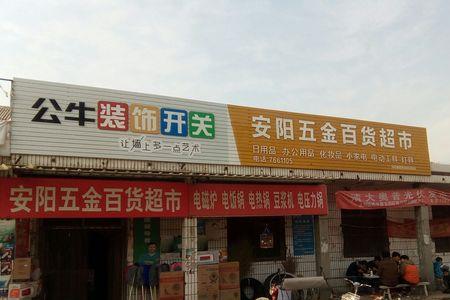 公牛装饰开关
让墙上多一点艺术
安阳五金百货超市
日用品 办公用品 化妆品 小家电 电动工具 灯具
电话:7661105
安阳五金百货超市
电磁炉 电饭锅 电热锅 豆浆机 电压力锅